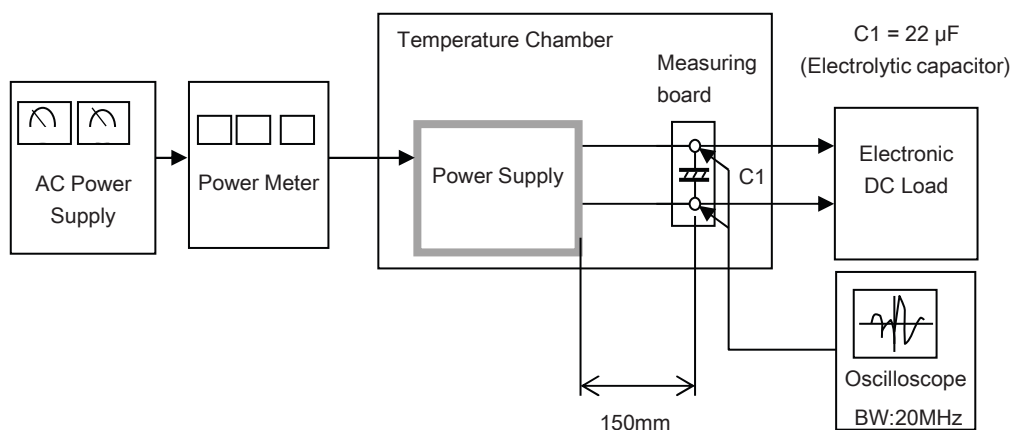 Temperature Chamber
C1 = 22 µF
(Electrolytic capacitor)
Measuring
board
AC Power
Supply
Power Meter
Power Supply
C1
Electronic
DC Load
Oscilloscope
BW:20MHz
150mm